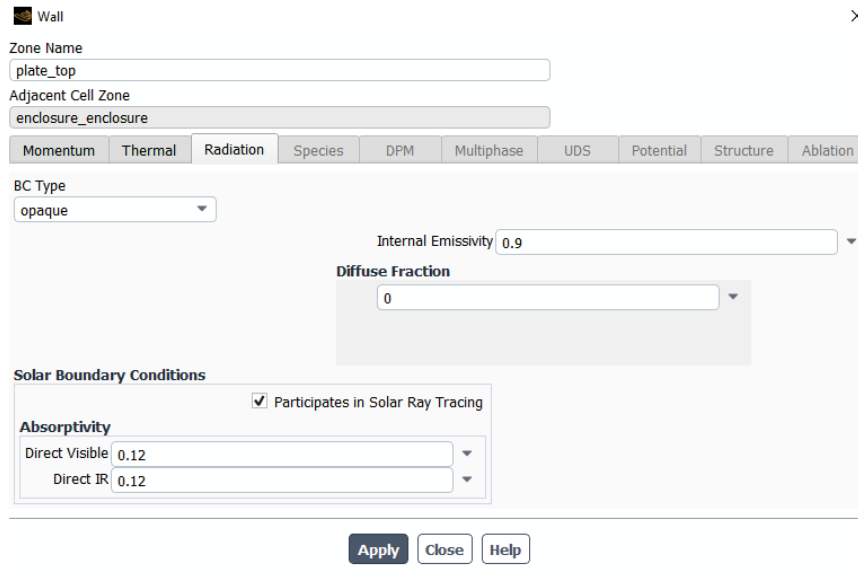 Wall
Zone Name
plate_top
Adjacent Cell Zone
enclosure_enclosure
Momentum Thermal Radiation Species DPM Multiphase UDS Potential Structure Ablation
BC Type
opaque
Internal Emissivity 0.9
Diffuse Fraction
0
Solar Boundary Conditions
Participates in Solar Ray Tracing
Absorptivity
Direct Visible 0.12
Direct IR 0.12
Apply Close Help